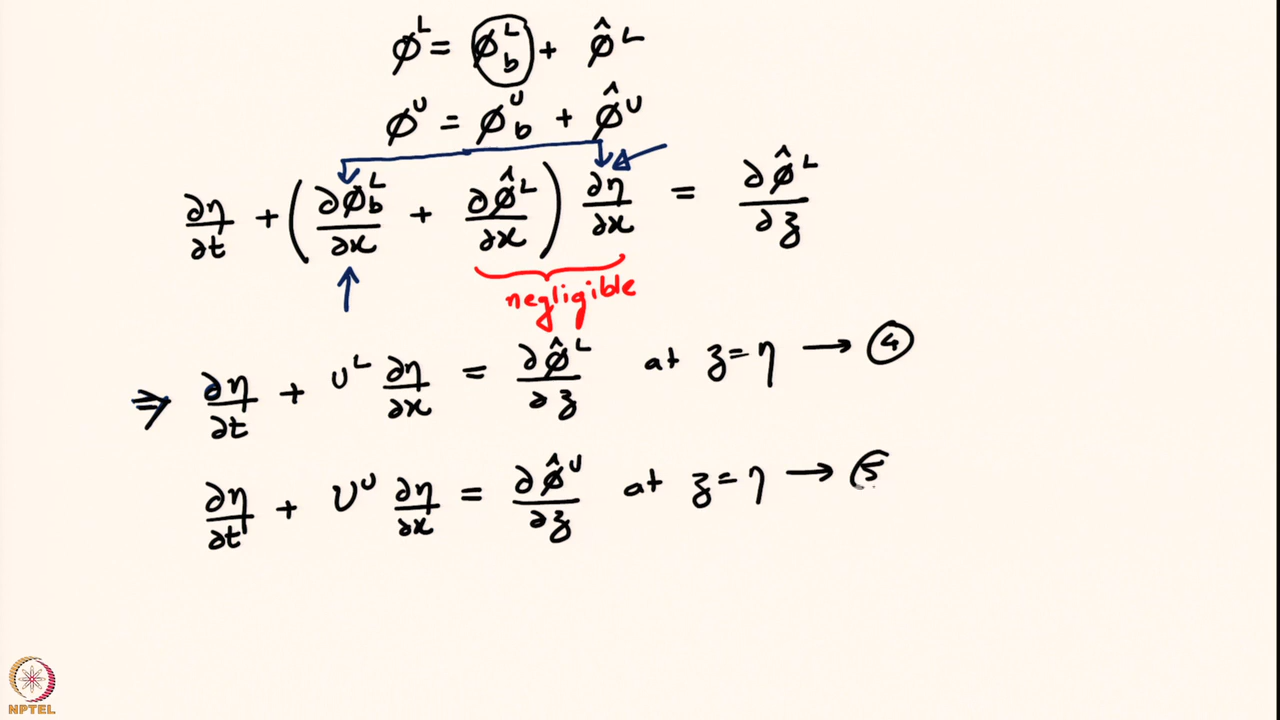 ϕ^L = ϕ_b^L + ϕ̂^L
ϕ^U = ϕ_b^U + ϕ̂^U
∂η/∂t + (∂ϕ_b^L/∂x + ∂ϕ̂^L/∂x) ∂η/∂x = ∂ϕ̂^L/∂z
negligible
⇒ ∂η/∂t + U^L ∂η/∂x = ∂ϕ̂^L/∂z at z=η → ④
∂η/∂t + U^U ∂η/∂x = ∂ϕ̂^U/∂z at z=η → ⑤
NPTEL